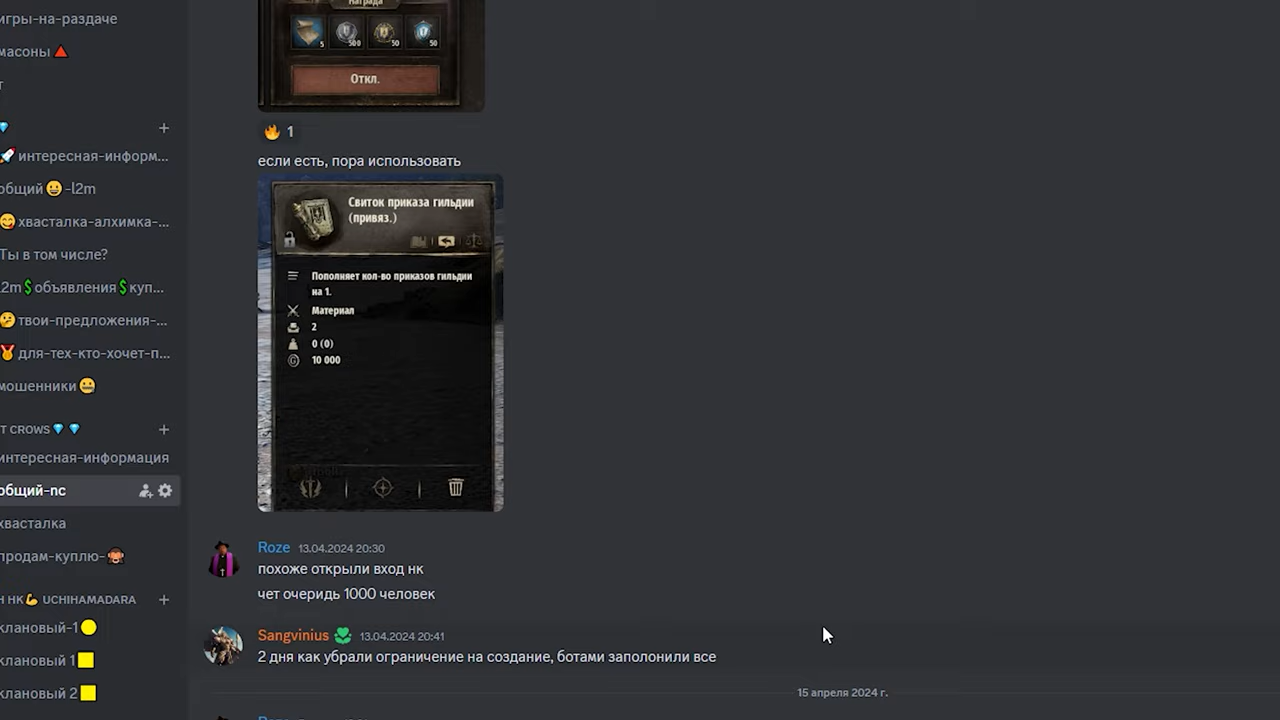 игры-на-раздаче
масоны
т
интересная-информ...
общий -l2m
хвасталка-алхимка-...
Ты в том числе?
2m$объявления$куп...
твои-предложения-...
для-тех-кто-хочет-п...
мошенники
T CROWS
интересная-информация
общий-nc
хвасталка
продам-куплю-
Н НК UCHIHAMADARA
клановый-1
клановый 1
клановый 2
Награда
5 500 50 50
Откл.
1
если есть, пора использовать
Свиток приказа гильдии
(привяз.)
Пополняет кол-во приказов гильдии
на 1.
Материал
2
0 (0)
10 000
Roze 13.04.2024 20:30
похоже открыли вход нк
чет очеридь 1000 человек
Sangvinius 13.04.2024 20:41
2 дня как убрали ограничение на создание, ботами заполонили все
15 апреля 2024 г.